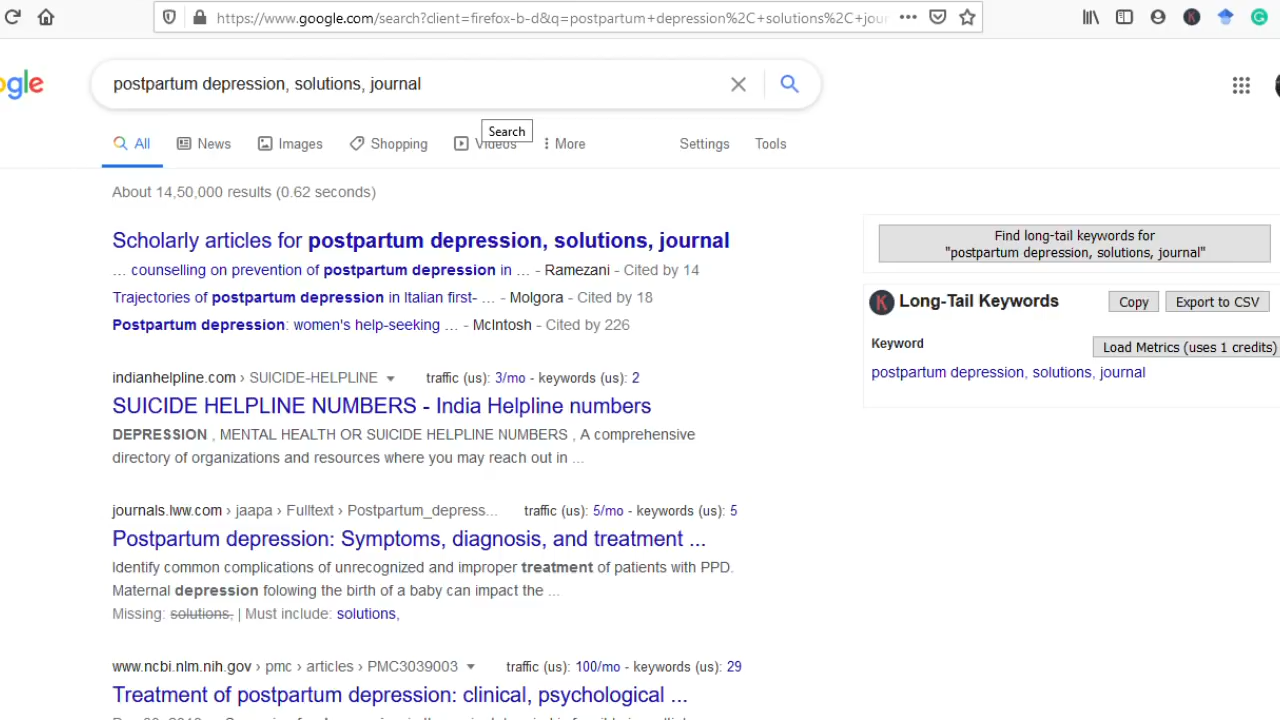 https://www.google.com/search?client=firefox-b-d&q=postpartum+depression%2C+solutions%2C+jour
ogle
postpartum depression, solutions, journal
Search
All News Images Shopping Videos More Settings Tools
About 14,50,000 results (0.62 seconds)
Scholarly articles for postpartum depression, solutions, journal
... counselling on prevention of postpartum depression in ... - Ramezani - Cited by 14
Trajectories of postpartum depression in Italian first- ... - Molgora - Cited by 18
Postpartum depression: women's help-seeking ... - McIntosh - Cited by 226
indianhelpline.com › SUICIDE-HELPLINE traffic (us): 3/mo - keywords (us): 2
SUICIDE HELPLINE NUMBERS - India Helpline numbers
DEPRESSION , MENTAL HEALTH OR SUICIDE HELPLINE NUMBERS , A comprehensive
directory of organizations and resources where you may reach out in ...
journals.lww.com › jaapa › Fulltext › Postpartum_depress... traffic (us): 5/mo - keywords (us): 5
Postpartum depression: Symptoms, diagnosis, and treatment ...
Identify common complications of unrecognized and improper treatment of patients with PPD.
Maternal depression folowing the birth of a baby can impact the ...
Missing: solutions, | Must include: solutions,
www.ncbi.nlm.nih.gov › pmc › articles › PMC3039003 traffic (us): 100/mo - keywords (us): 29
Treatment of postpartum depression: clinical, psychological ...
Find long-tail keywords for
"postpartum depression, solutions, journal"
K Long-Tail Keywords Copy Export to CSV
Keyword Load Metrics (uses 1 credits)
postpartum depression, solutions, journal